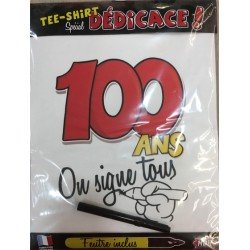 TEE-SHIRT
Spécial
DÉDICACE !
100
ANS
On signe tous
Feutre inclus